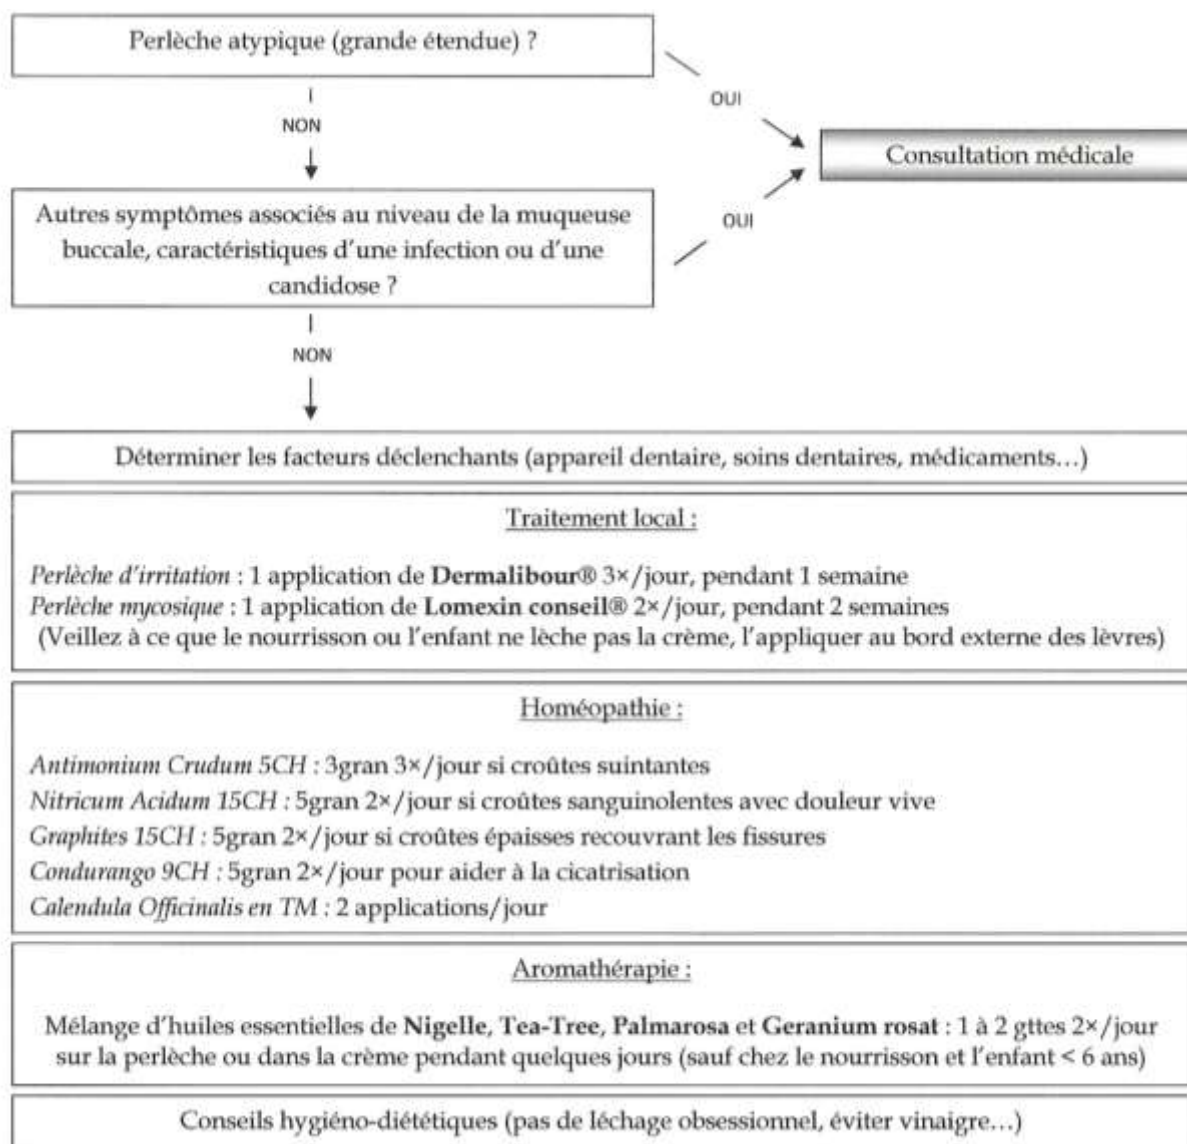 Perlèche atypique (grande étendue) ?
OUI
NON
Consultation médicale
Autres symptômes associés au niveau de la muqueuse
buccale, caractéristiques d'une infection ou d'une
candidose ?
OUI
NON
Déterminer les facteurs déclenchants (appareil dentaire, soins dentaires, médicaments…)
Traitement local :
Perlèche d'irritation : 1 application de Dermalibour® 3×/jour, pendant 1 semaine
Perlèche mycosique : 1 application de Lomexin conseil® 2×/jour, pendant 2 semaines
(Veillez à ce que le nourrisson ou l'enfant ne lèche pas la crème, l'appliquer au bord externe des lèvres)
Homéopathie :
Antimonium Crudum 5CH : 3gran 3×/jour si croûtes suintantes
Nitricum Acidum 15CH : 5gran 2×/jour si croûtes sanguinolentes avec douleur vive
Graphites 15CH : 5gran 2×/jour si croûtes épaisses recouvrant les fissures
Condurango 9CH : 5gran 2×/jour pour aider à la cicatrisation
Calendula Officinalis en TM : 2 applications/jour
Aromathérapie :
Mélange d'huiles essentielles de Nigelle, Tea-Tree, Palmarosa et Geranium rosat : 1 à 2 gttes 2×/jour
sur la perlèche ou dans la crème pendant quelques jours (sauf chez le nourrisson et l'enfant < 6 ans)
Conseils hygiéno-diététiques (pas de léchage obsessionnel, éviter vinaigre…)